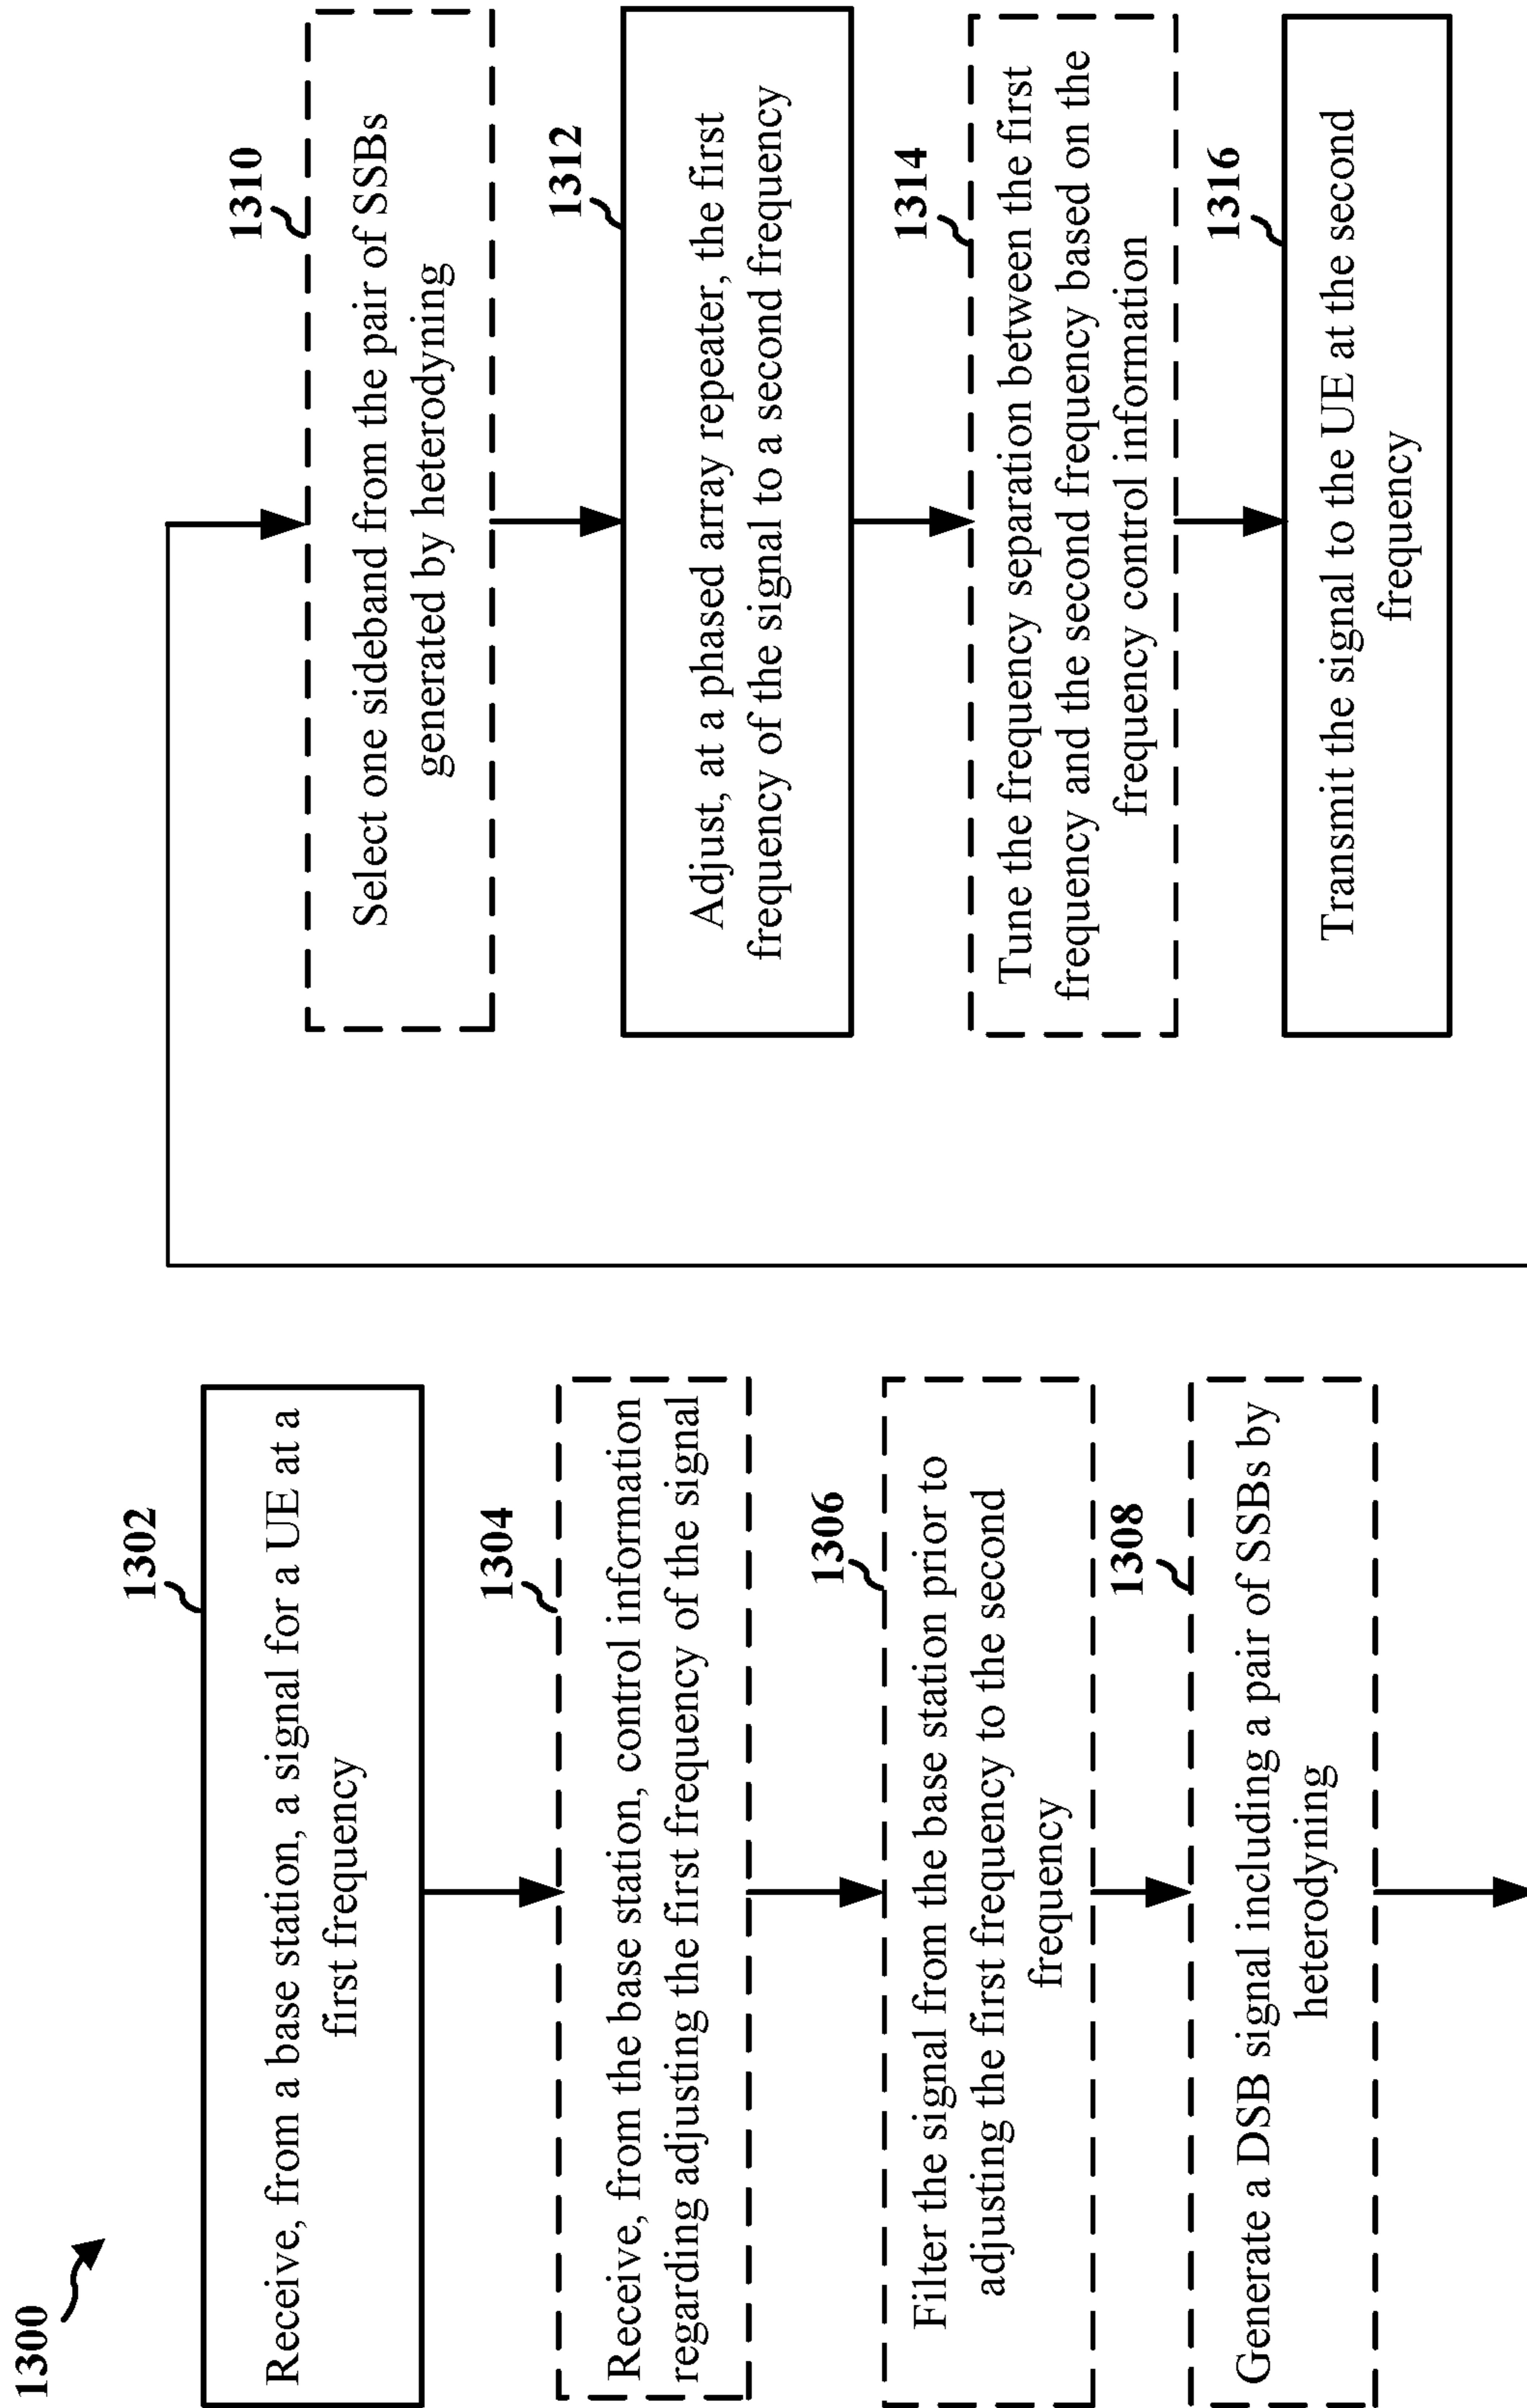 1300
1302
Receive, from a base station, a signal for a UE at a
first frequency
1304
Receive, from the base station, control information
regarding adjusting the first frequency of the signal
1306
Filter the signal from the base station prior to
adjusting the first frequency to the second
frequency
1308
Generate a DSB signal including a pair of SSBs by
heterodyning
1310
Select one sideband from the pair of SSBs
generated by heterodyning
1312
Adjust, at a phased array repeater, the first
frequency of the signal to a second frequency
1314
Tune the frequency separation between the first
frequency and the second frequency based on the
frequency control information
1316
Transmit the signal to the UE at the second
frequency